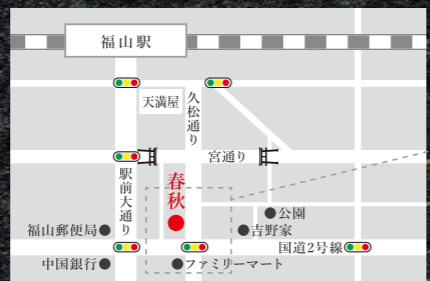 福山駅
天満屋
久松通り
宮通り
春秋
駅前大通り
公園
福山郵便局
吉野家
国道2号線
中国銀行
ファミリーマート